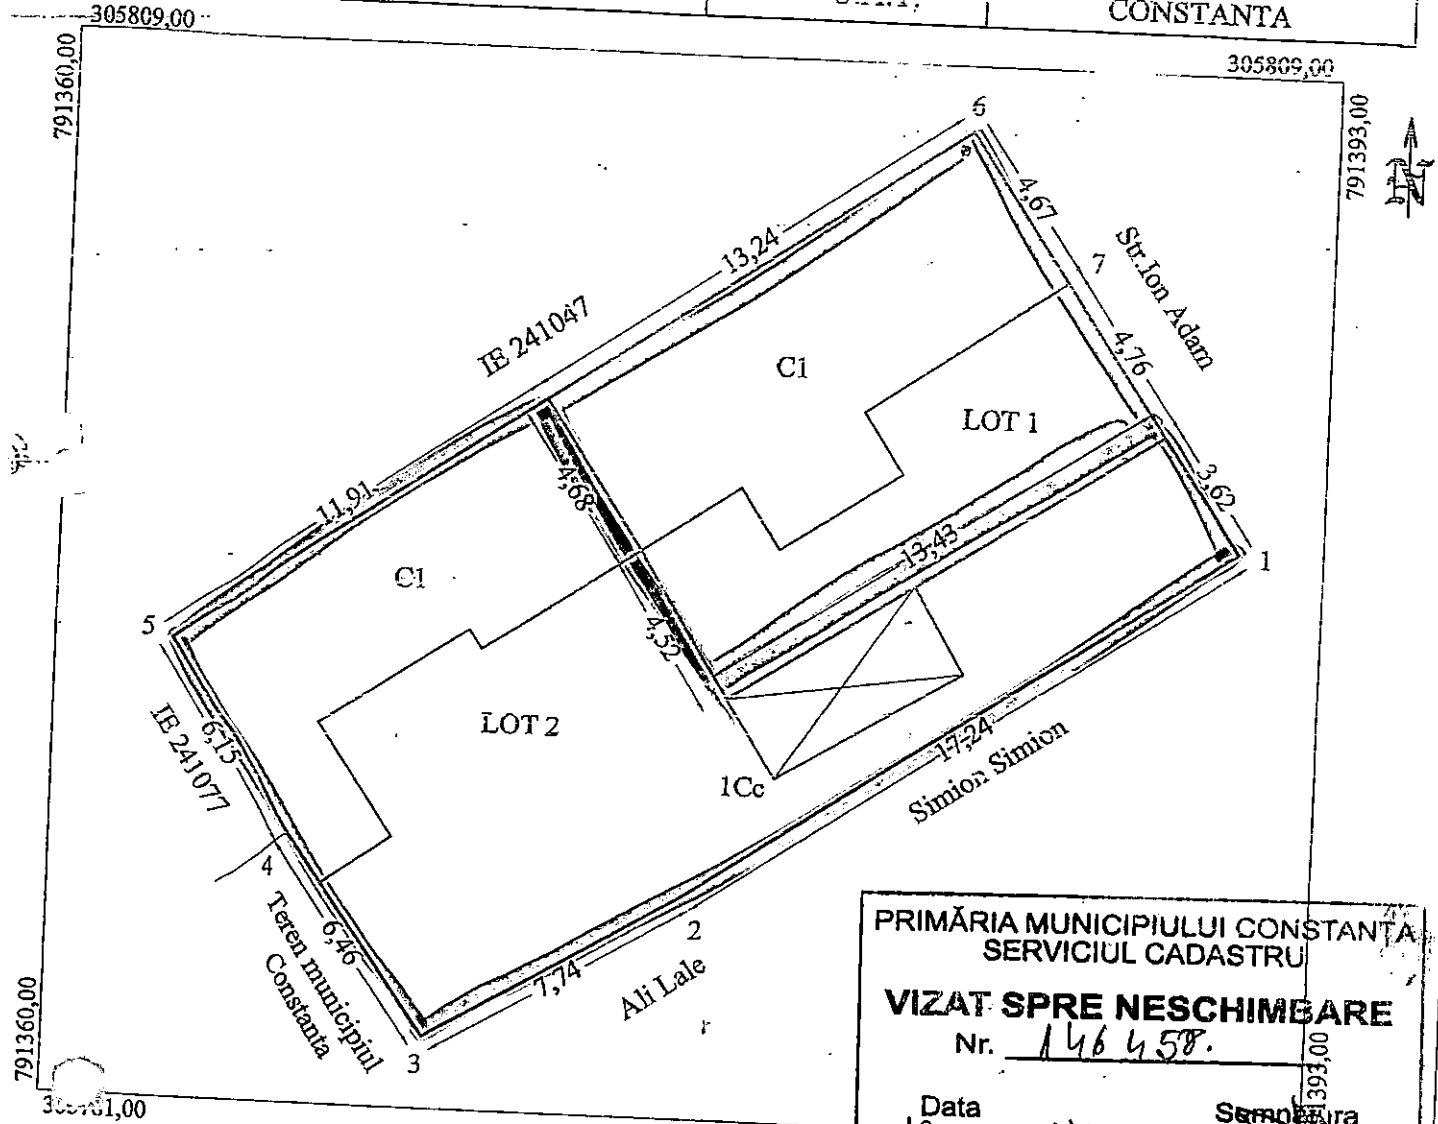 CONSTANTA
305809,00
305809,00
791360,00
791393,00
N
6
4,67
7
Str.Ion Adam
13,24
IE 241047
C1
4,76
LOT 1
11,91
4,68
3,62
13,43
1
C1
5
4,52
LOT 2
6,15
IE 241077
17,24
Simion Simion
1Cc
4
2
6,46
Teren municipiul
Constanta
7,74
Ali Lale
3
791360,00
PRIMĂRIA MUNICIPIULUI CONSTANȚA
SERVICIUL CADASTRU
VIZAT SPRE NESCHIMBARE
Nr. 146458.
Data